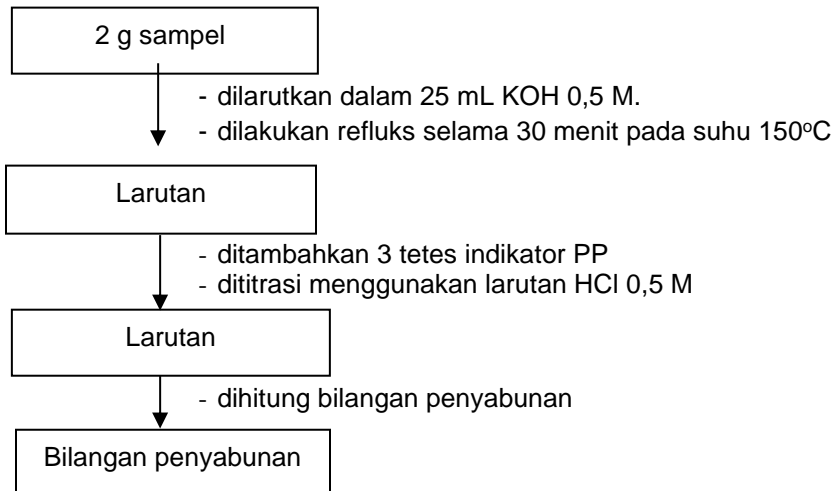 2 g sampel
- dilarutkan dalam 25 mL KOH 0,5 M.
- dilakukan refluks selama 30 menit pada suhu 150°C
Larutan
- ditambahkan 3 tetes indikator PP
- dititrasi menggunakan larutan HCl 0,5 M
Larutan
- dihitung bilangan penyabunan
Bilangan penyabunan